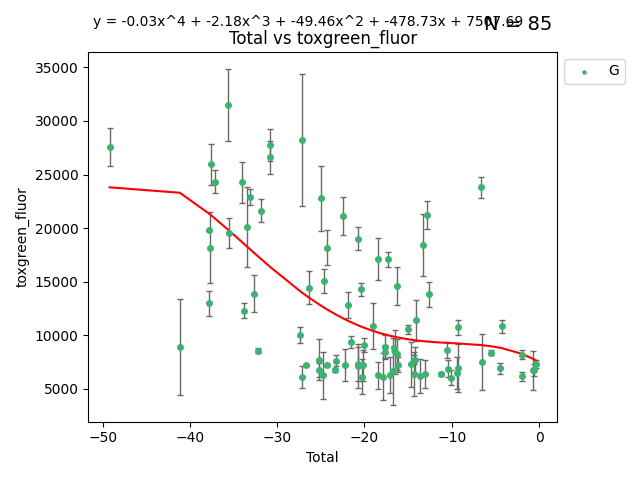 y = -0.03x^4 + -2.18x^3 + -49.46x^2 + -478.73x + 7507.69
N = 85
Total vs toxgreen_fluor
G
toxgreen_fluor
35000
30000
25000
20000
15000
10000
5000
−50 −40 −30 −20 −10 0
Total